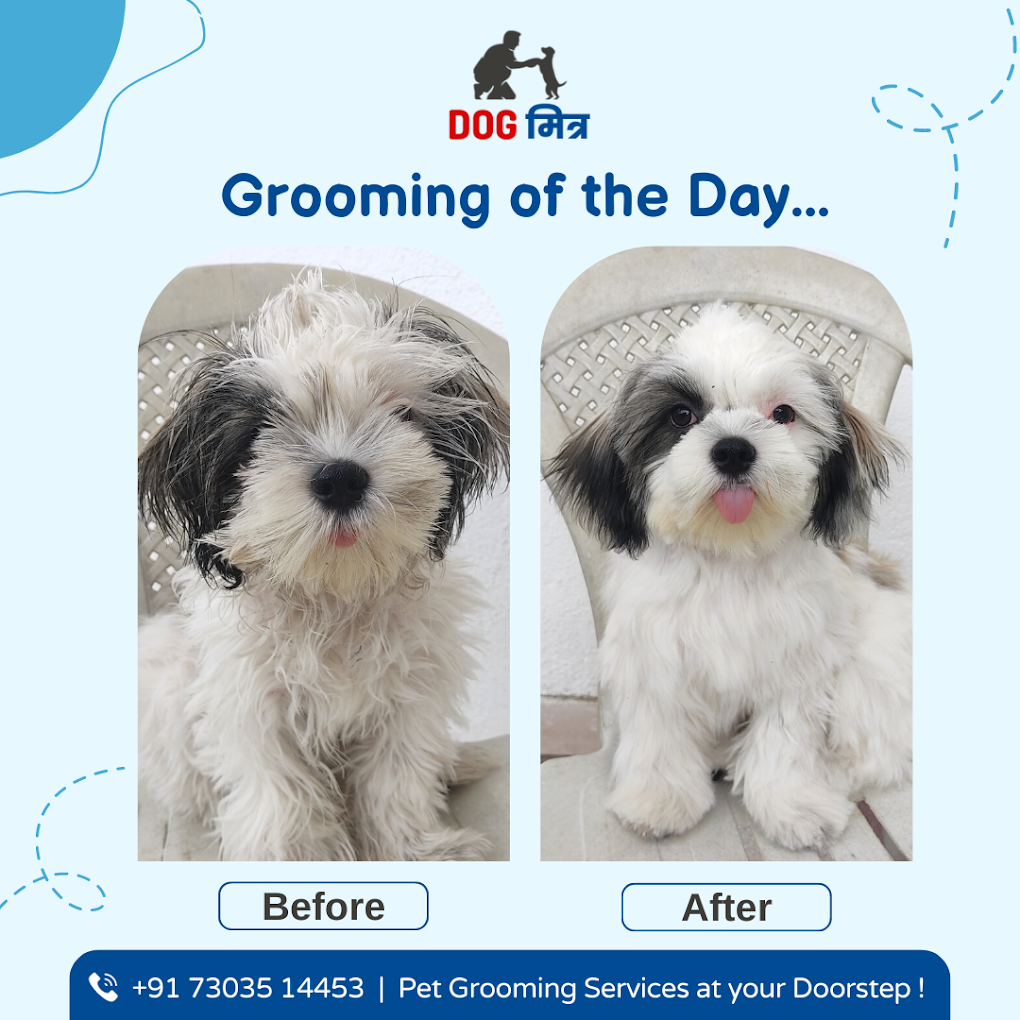 DOG मित्र
Grooming of the Day...
Before
After
+91 73035 14453 | Pet Grooming Services at your Doorstep !